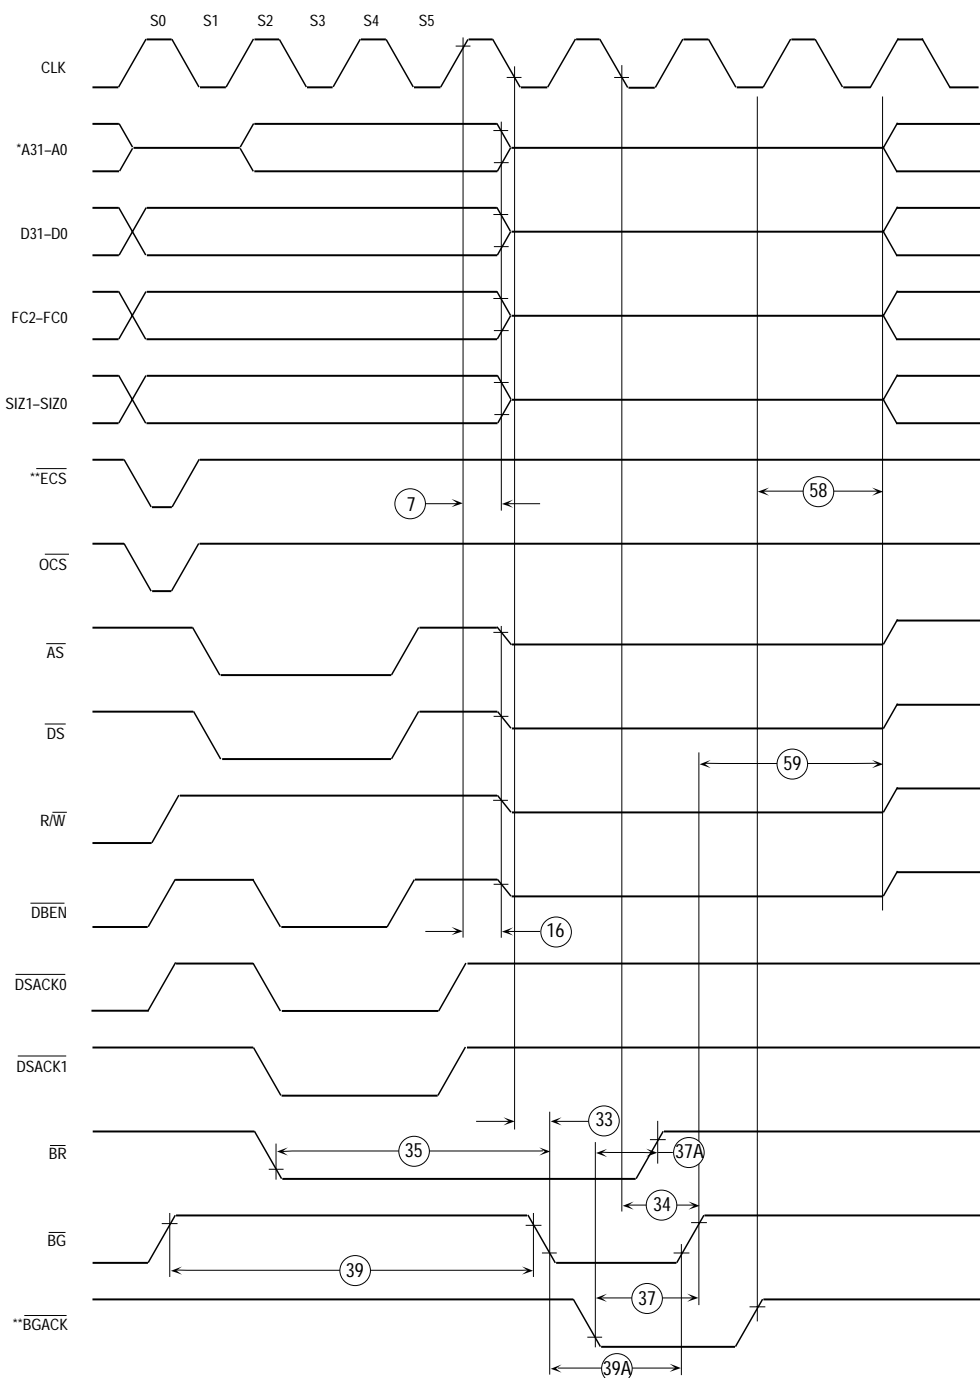 S0 S1 S2 S3 S4 S5
CLK
*A31–A0
D31–D0
FC2–FC0
SIZ1–SIZ0
**ECS
58
7
OCS
AS
DS
59
R/W
DBEN
16
DSACK0
DSACK1
33
BR
35
37A
34
BG
39
37
**BGACK
39A